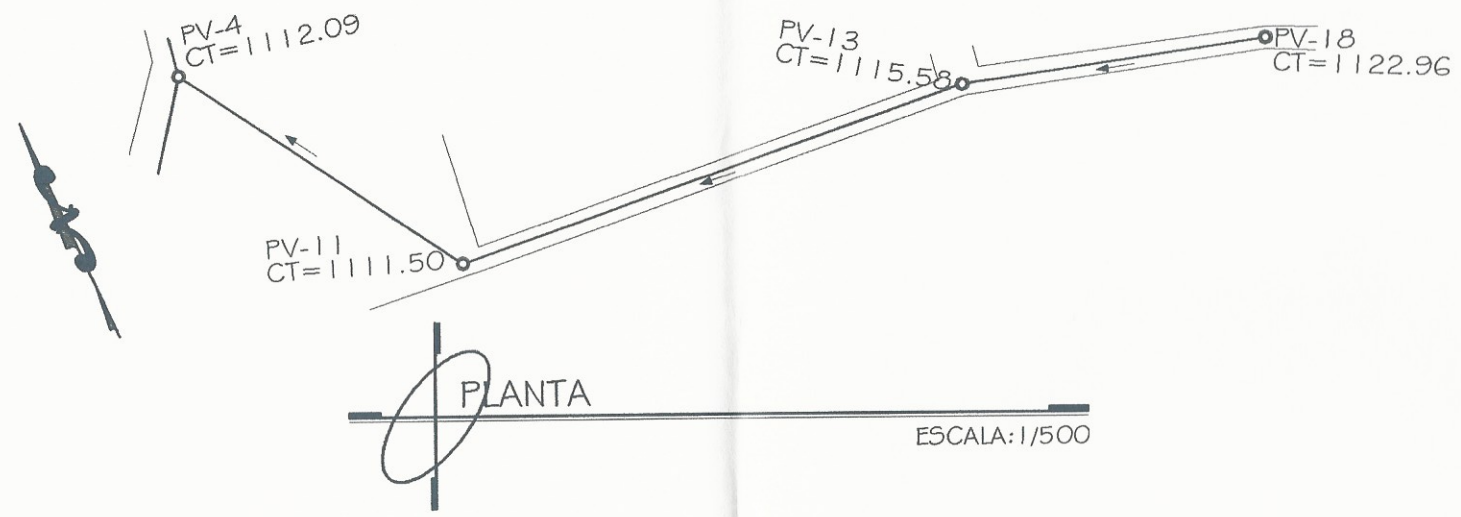 PV-4
CT=1112.09
PV-13
CT=1115.58
PV-18
CT=1122.96
PV-11
CT=1111.50
PLANTA
ESCALA:1/500